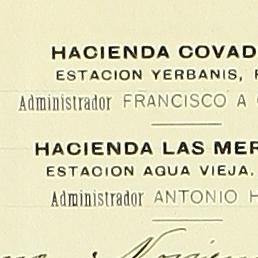 HACIENDA COVAD
ESTACION YERBANIS,
Administrador FRANCISCO A
HACIENDA LAS MER
ESTACION AGUA VIEJA.
Administrador ANTONIO H